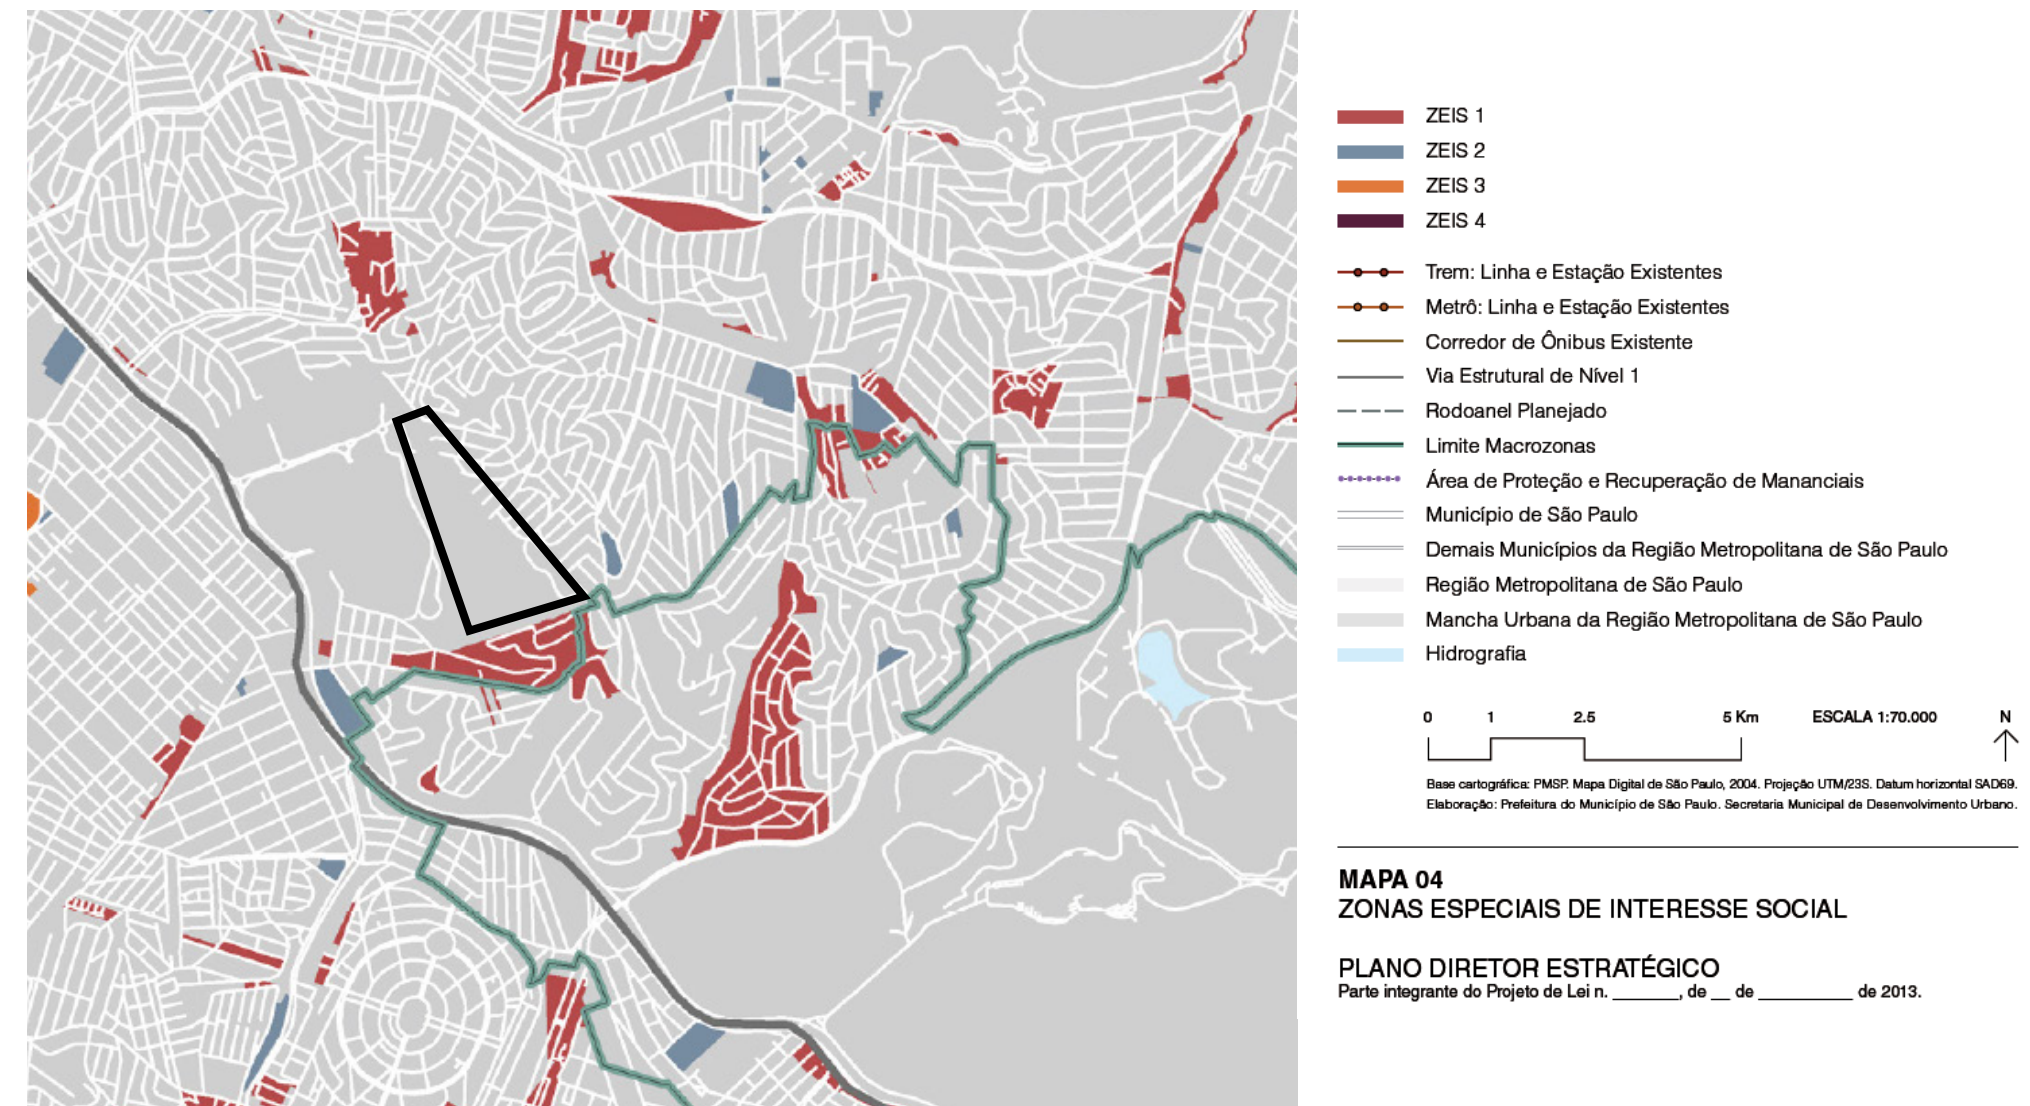 ZEIS 1
ZEIS 2
ZEIS 3
ZEIS 4
Trem: Linha e Estação Existentes
Metrô: Linha e Estação Existentes
Corredor de Ônibus Existente
Via Estrutural de Nível 1
Rodoanel Planejado
Limite Macrozonas
Área de Proteção e Recuperação de Mananciais
Município de São Paulo
Demais Municípios da Região Metropolitana de São Paulo
Região Metropolitana de São Paulo
Mancha Urbana da Região Metropolitana de São Paulo
Hidrografia
0 1 2.5 5 Km ESCALA 1:70.000 N
Base cartográfica: PMSP. Mapa Digital de São Paulo, 2004. Projeção UTM/23S. Datum horizontal SAD69.
Elaboração: Prefeitura do Município de São Paulo. Secretaria Municipal de Desenvolvimento Urbano.
MAPA 04
ZONAS ESPECIAIS DE INTERESSE SOCIAL
PLANO DIRETOR ESTRATÉGICO
Parte integrante do Projeto de Lei n. _______, de __ de _________ de 2013.